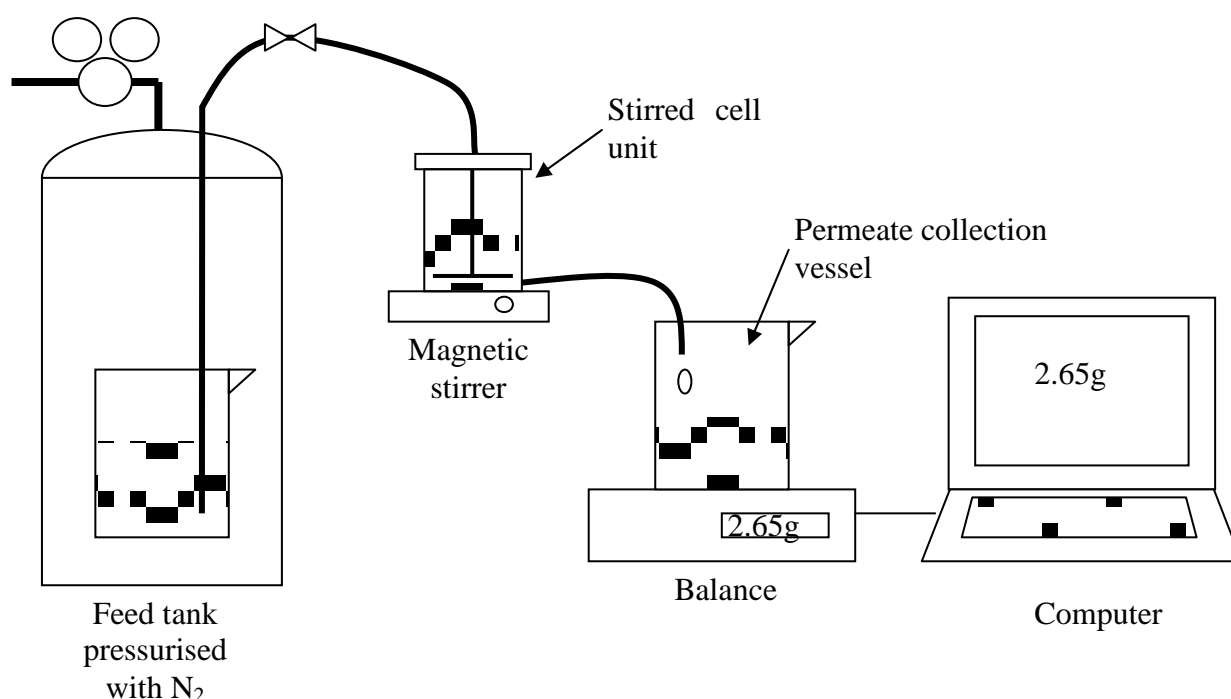 Stirred cell
unit
Permeate collection
vessel
Magnetic
stirrer
2.65g
2.65g
Balance
Computer
Feed tank
pressurised
with N₂